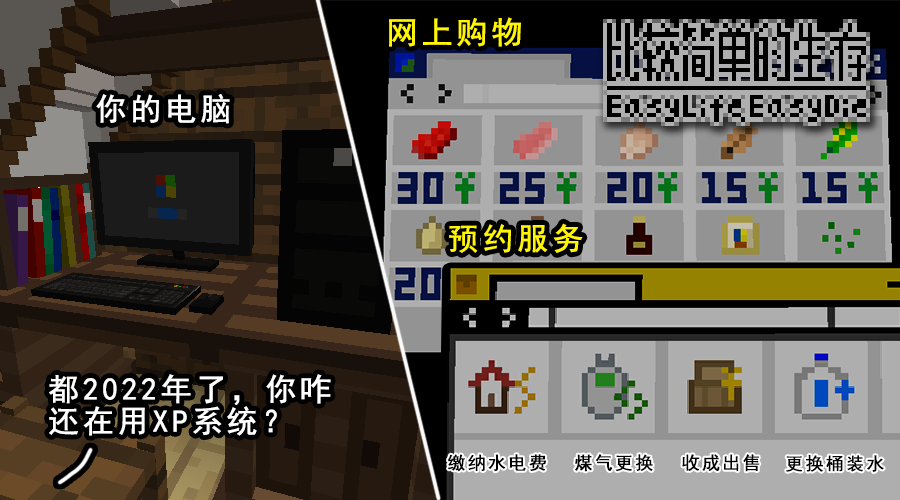 你的电脑
都2022年了，你咋
还在用XP系统？
网上购物
比较简单的生存
EasyLife EasyDie
30
25
20
15
15
20
预约服务
缴纳水电费
煤气更换
收成出售
更换桶装水